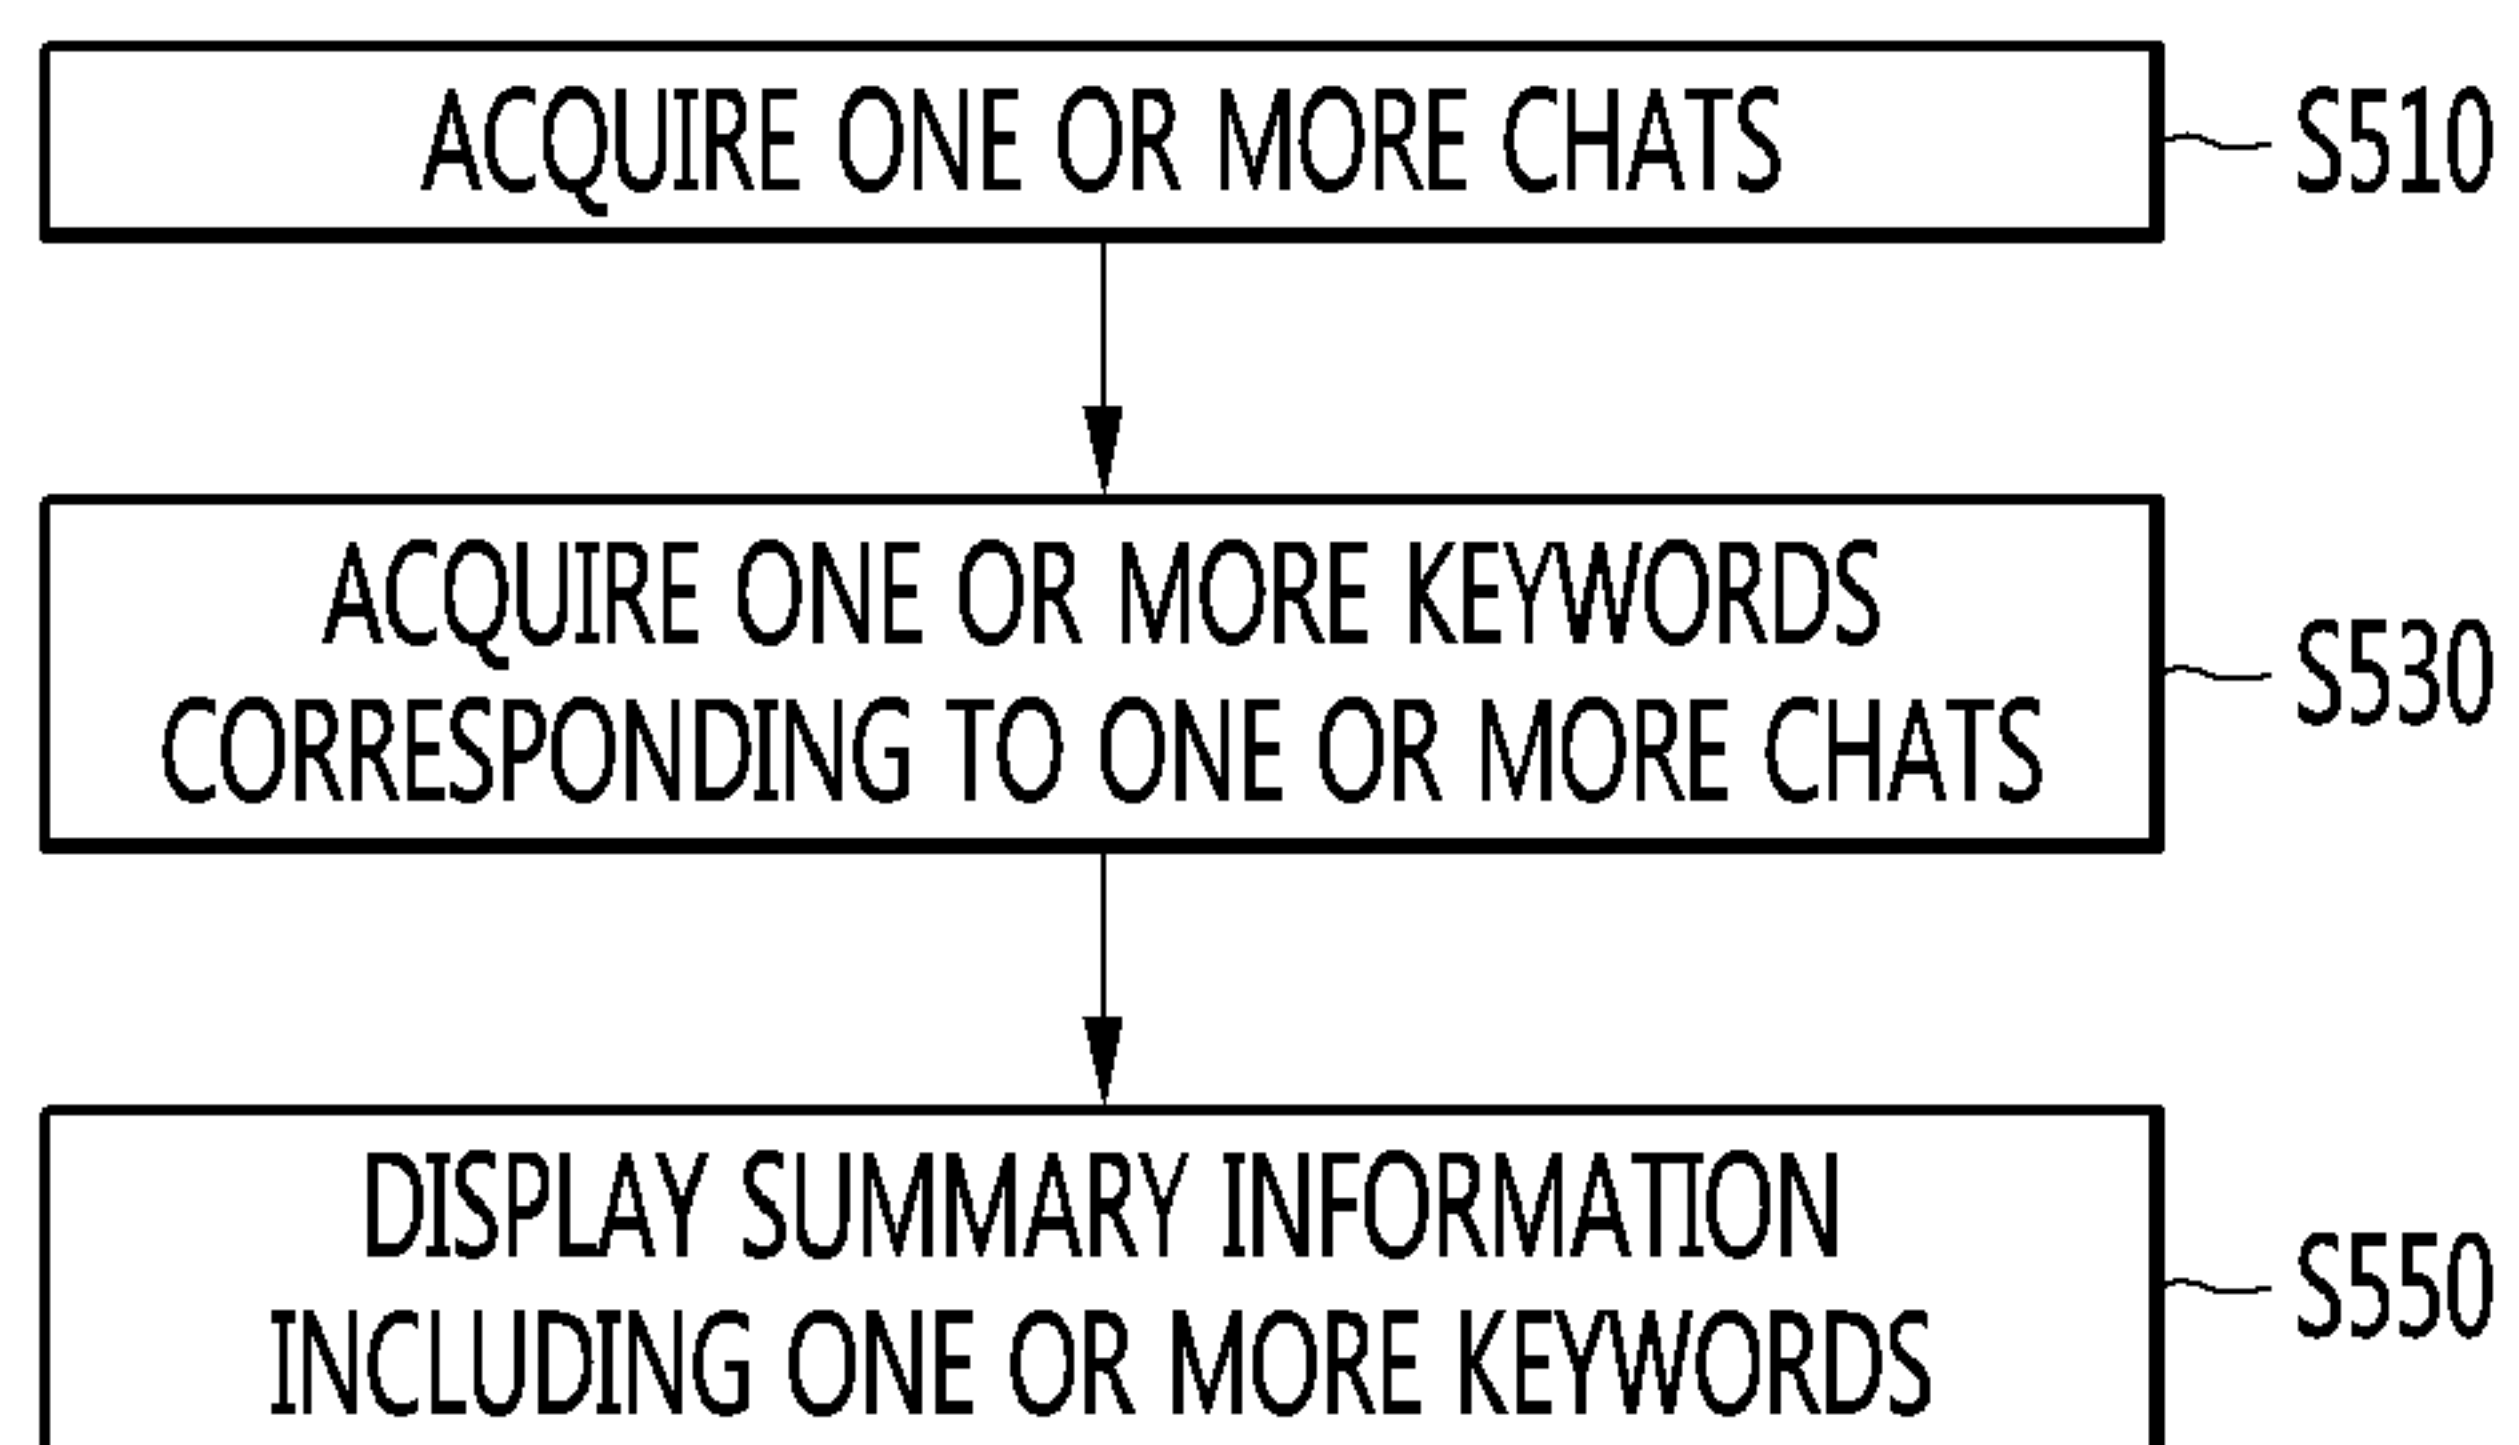 ACQUIRE ONE OR MORE CHATS
S510
ACQUIRE ONE OR MORE KEYWORDS
CORRESPONDING TO ONE OR MORE CHATS
S530
DISPLAY SUMMARY INFORMATION
INCLUDING ONE OR MORE KEYWORDS
S550